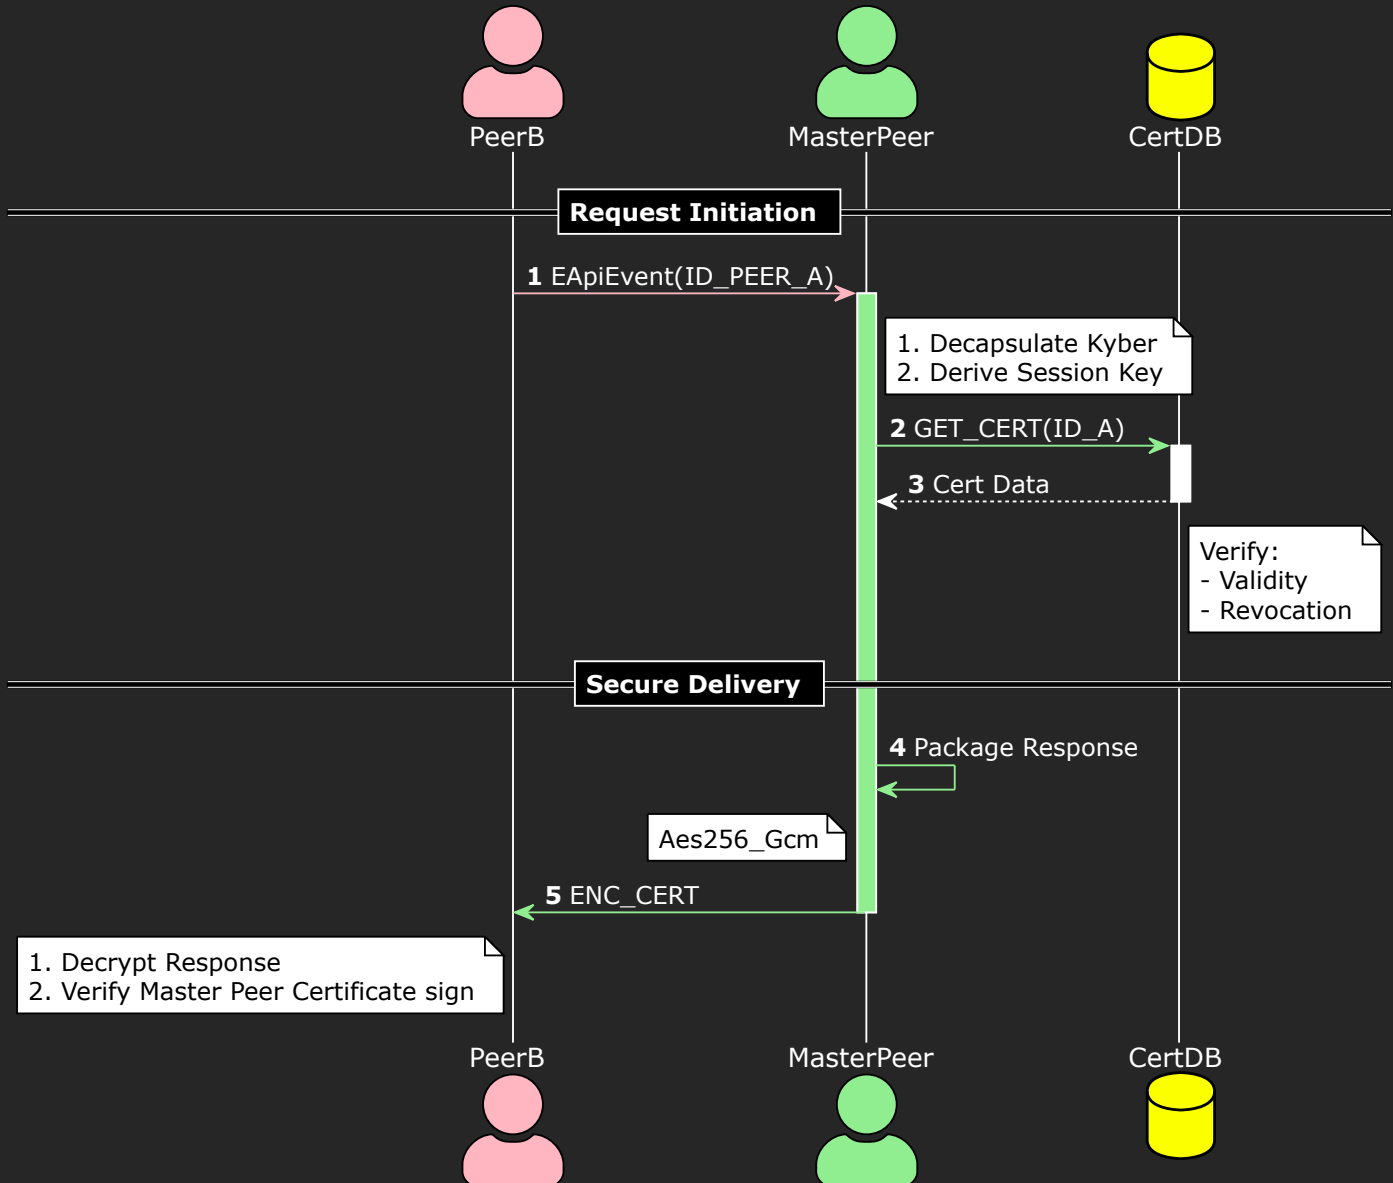 PeerB
MasterPeer
CertDB
Request Initiation
1 EApiEvent(ID_PEER_A)
1. Decapsulate Kyber
2. Derive Session Key
2 GET_CERT(ID_A)
3 Cert Data
Verify:
- Validity
- Revocation
Secure Delivery
4 Package Response
Aes256_Gcm
5 ENC_CERT
1. Decrypt Response
2. Verify Master Peer Certificate sign
PeerB
MasterPeer
CertDB